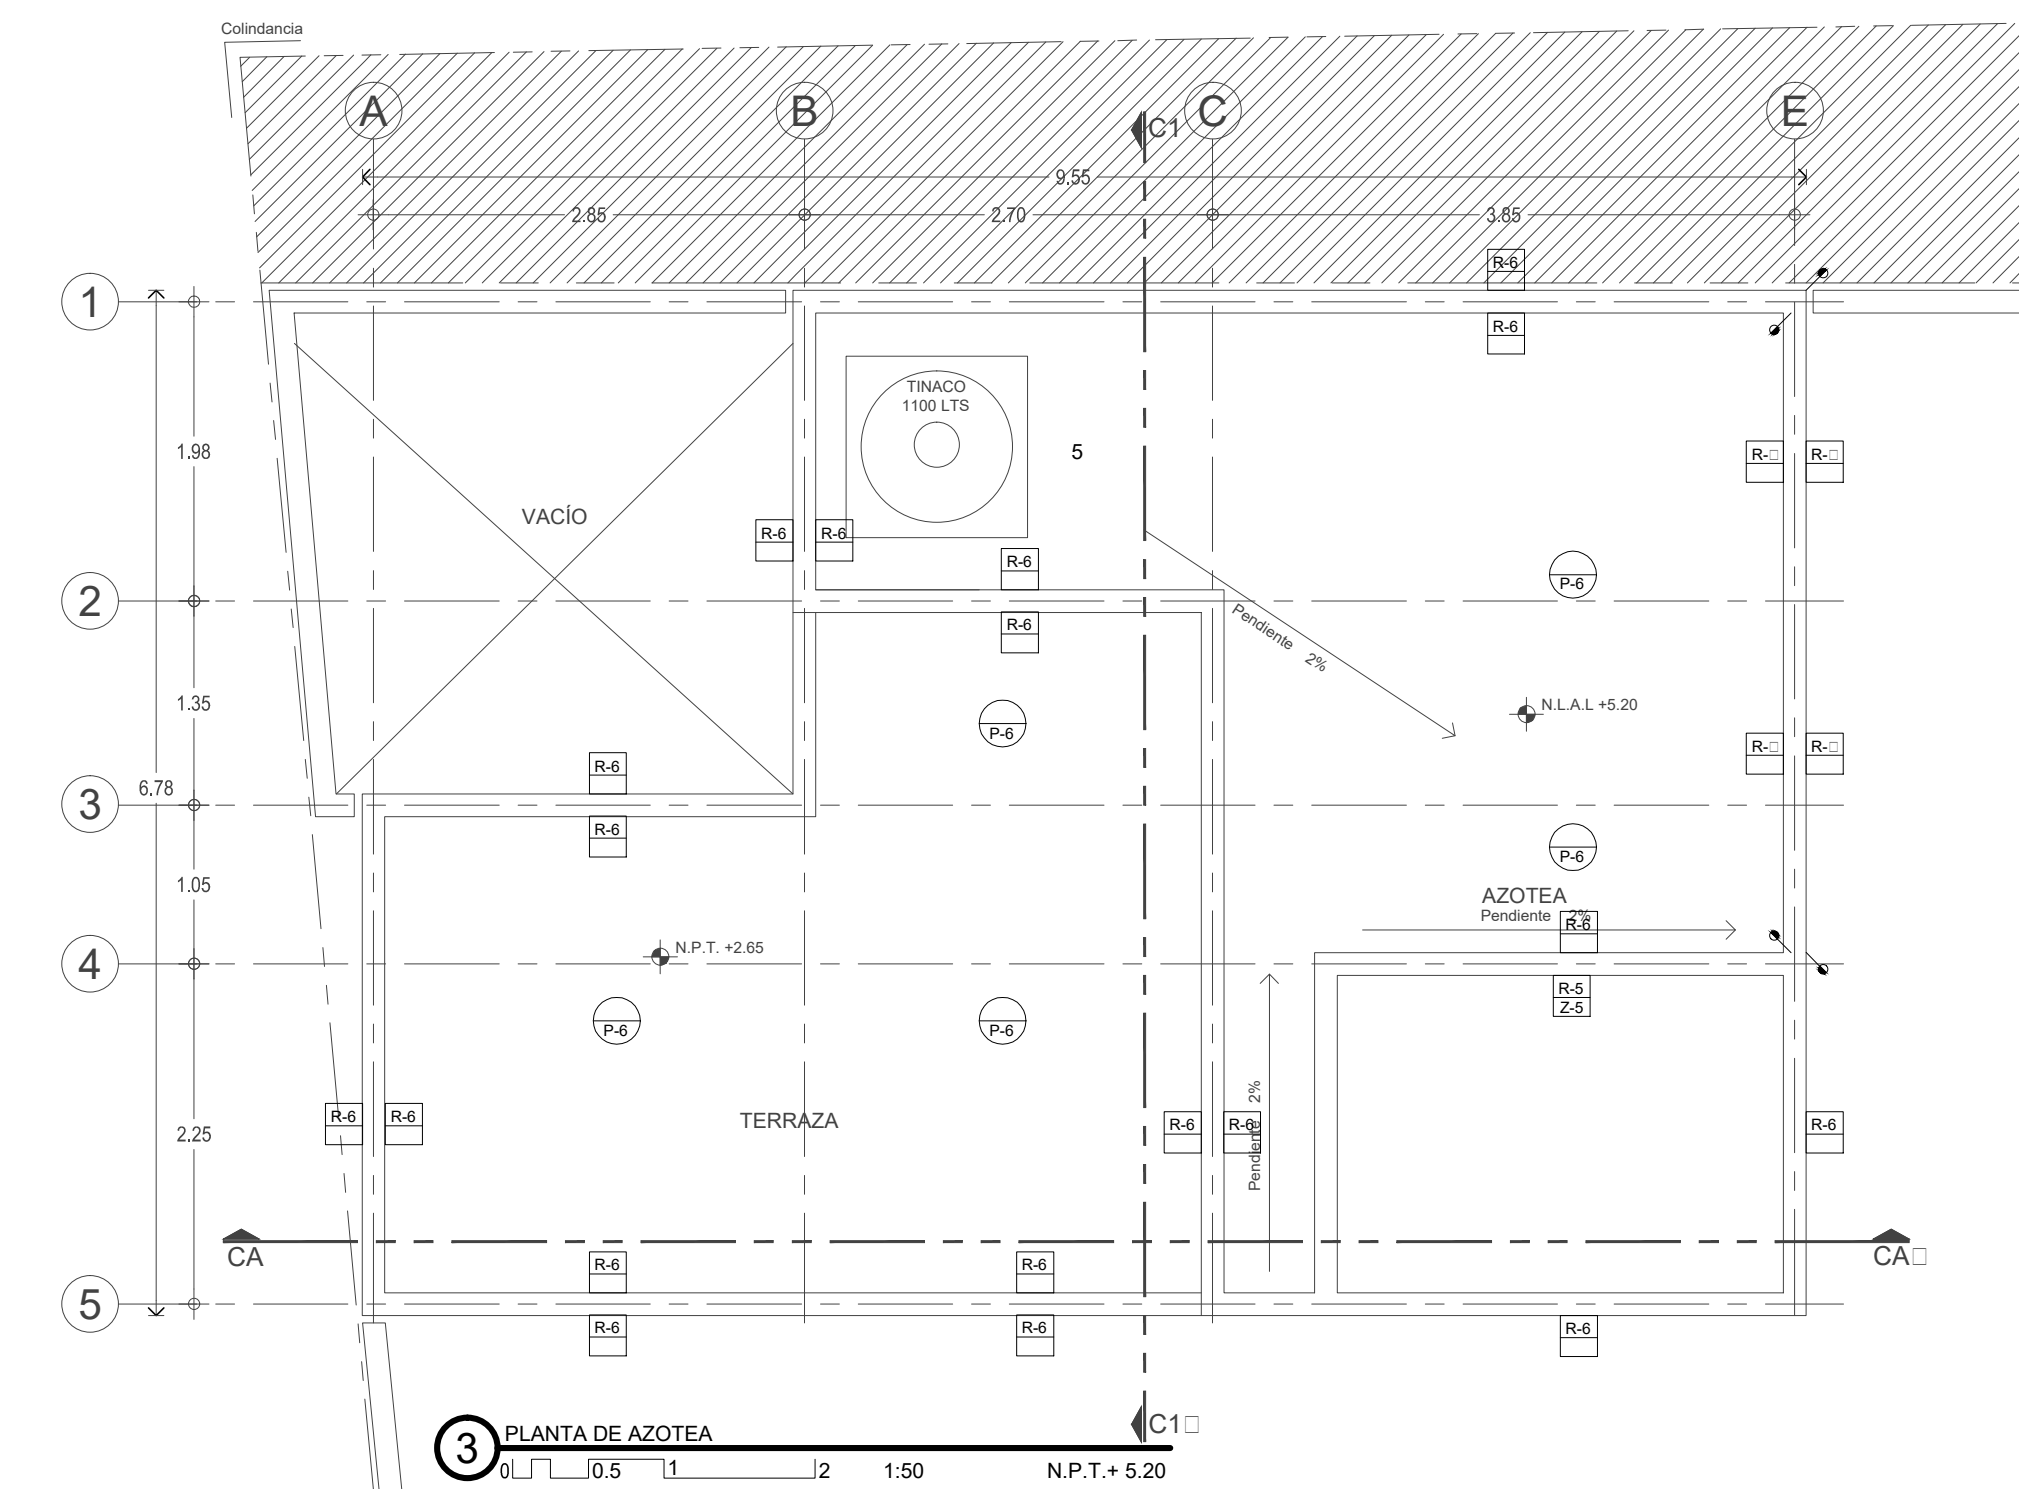 Colindancia
A
B
C
E
C1
9.55
2.85
2.70
3.85
R-6
1
R-6
TINACO
1100 LTS
1.98
5
R-□
R-□
VACÍO
R-6
R-6
R-6
P-6
2
R-6
Pendiente 2%
1.35
N.L.A.L +5.20
P-6
R-□
R-□
R-6
6.78
3
R-6
P-6
1.05
AZOTEA
Pendiente 2%
R-6
N.P.T. +2.65
4
R-5
Z-5
P-6
P-6
R-6
R-6
TERRAZA
R-6
R-6
Pendiente 2%
R-6
2.25
CA
CA□
R-6
R-6
5
R-6
R-6
R-6
C1□
3
PLANTA DE AZOTEA
0 0.5 1 2 1:50 N.P.T.+ 5.20